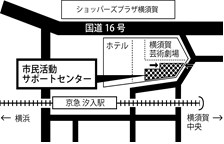 ショッパーズプラザ横須賀
国道16号
ホテル
横須賀
芸術劇場
市民活動
サポートセンター
京急 汐入駅
←
横浜
→
横須賀
中央